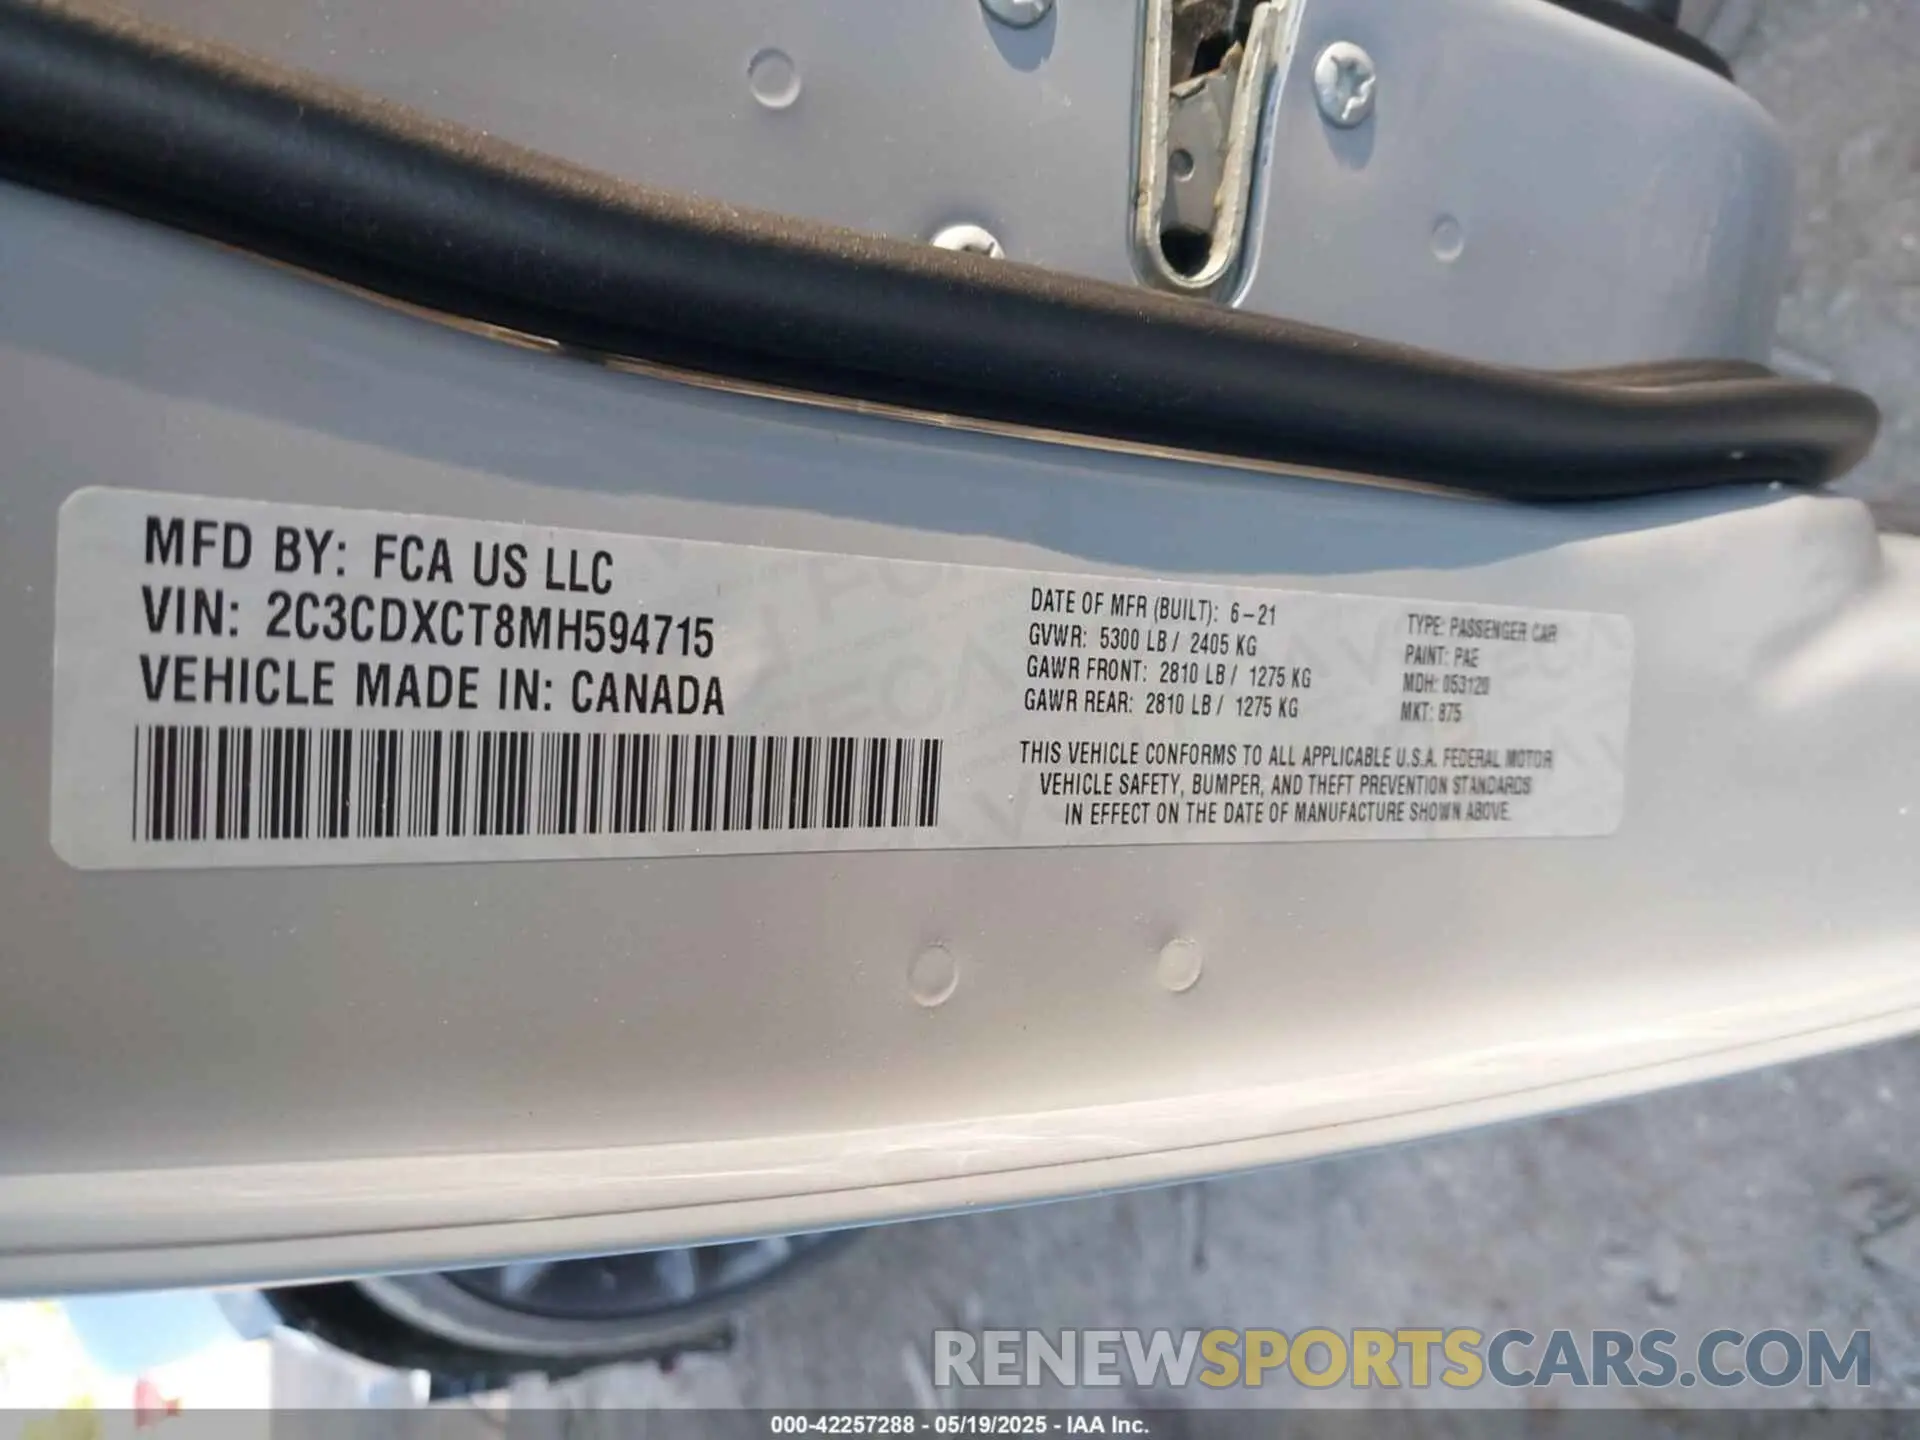 MFD BY: FCA US LLC
VIN: 2C3CDXCT8MH594715
VEHICLE MADE IN: CANADA
DATE OF MFR (BUILT): 6-21
GVWR: 5300 LB / 2405 KG
GAWR FRONT: 2810 LB / 1275 KG
GAWR REAR: 2810 LB / 1275 KG
TYPE: PASSENGER CAR
PAINT: PAE
MDH: 053120
MKT: 875
THIS VEHICLE CONFORMS TO ALL APPLICABLE U.S.A. FEDERAL MOTOR
VEHICLE SAFETY, BUMPER, AND THEFT PREVENTION STANDARDS
IN EFFECT ON THE DATE OF MANUFACTURE SHOWN ABOVE.
RENEWSPORTSCARS.COM
000-42257288 - 05/19/2025 - IAA Inc.